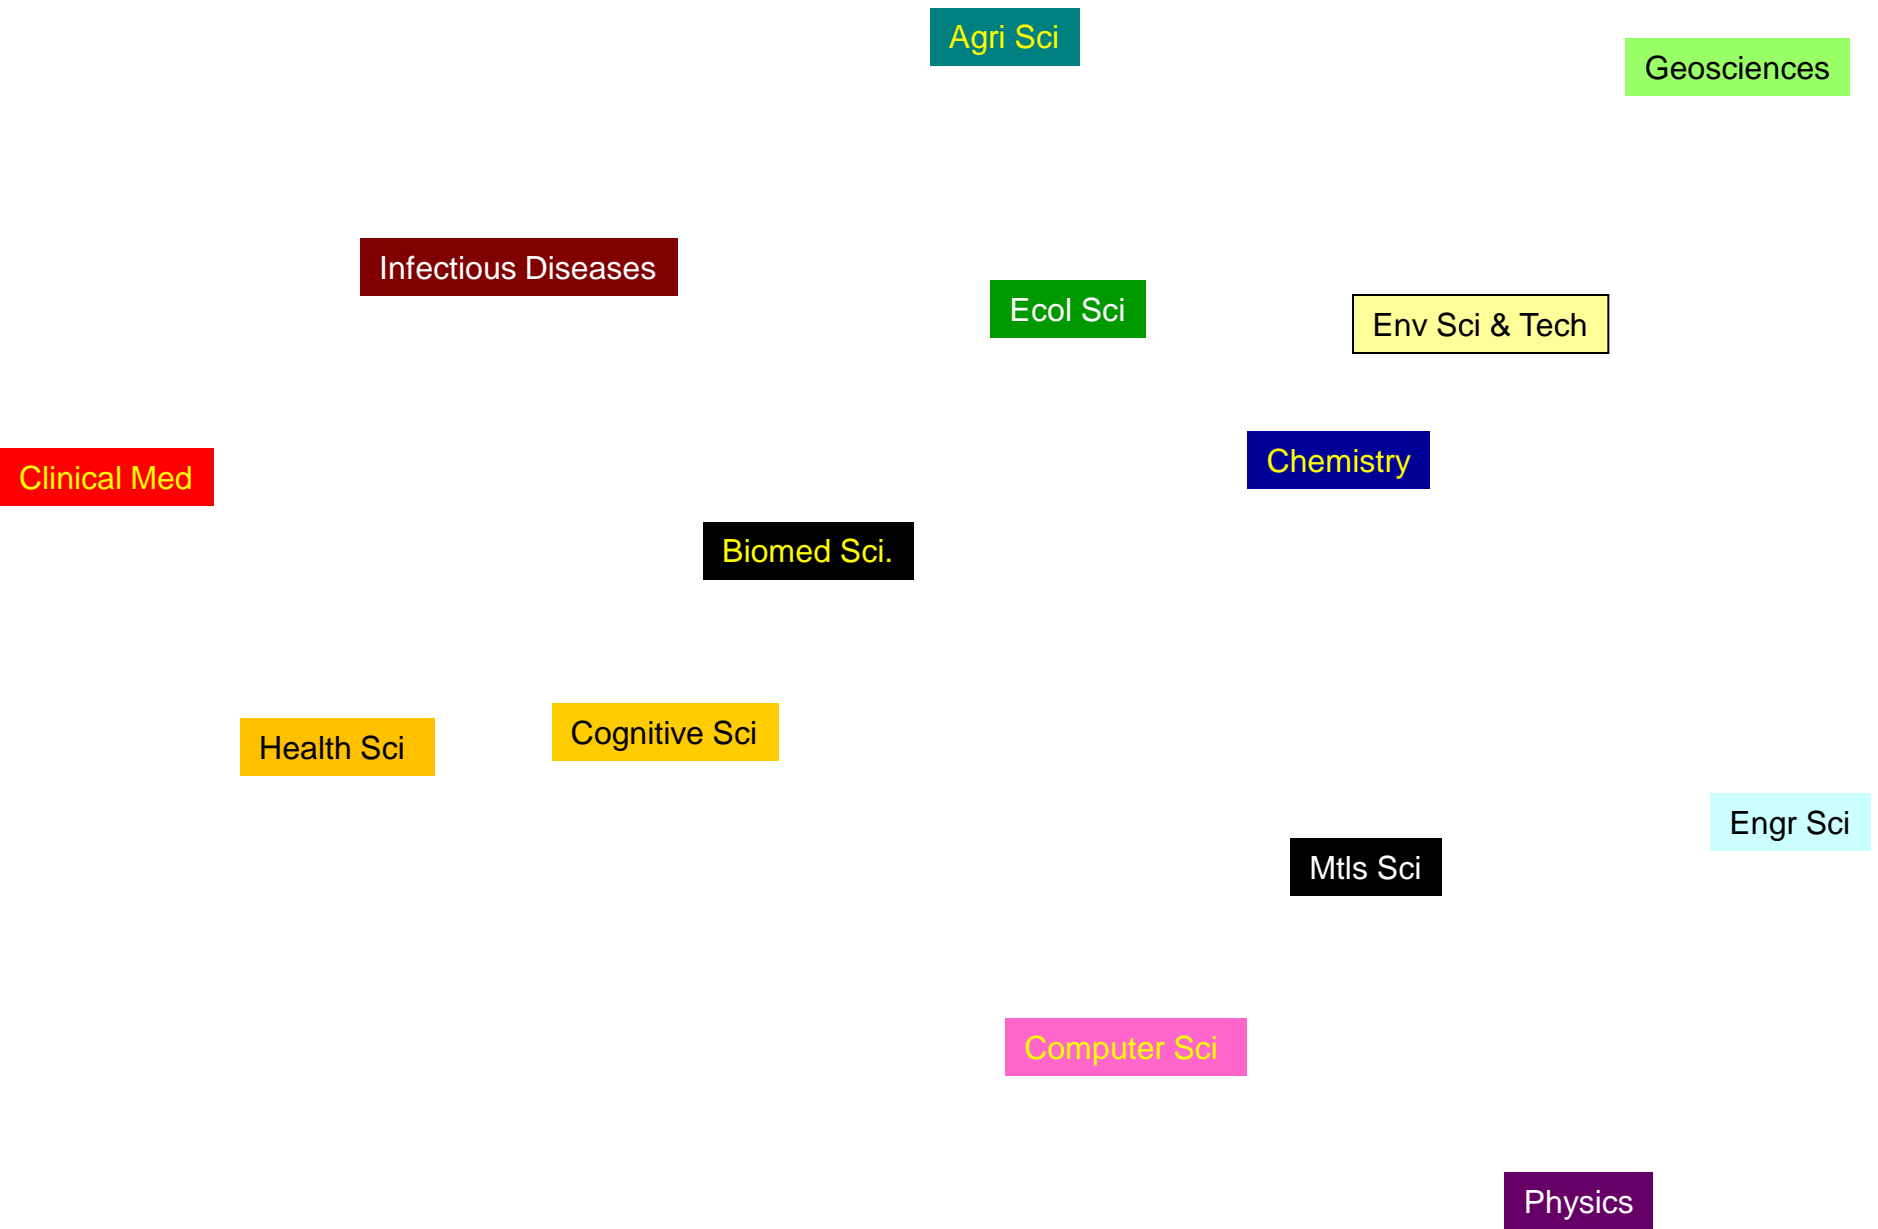 Agri Sci
Geosciences
Infectious Diseases
Ecol Sci
Env Sci & Tech
Chemistry
Clinical Med
Biomed Sci.
Cognitive Sci
Health Sci
Engr Sci
Mtls Sci
Computer Sci
Physics